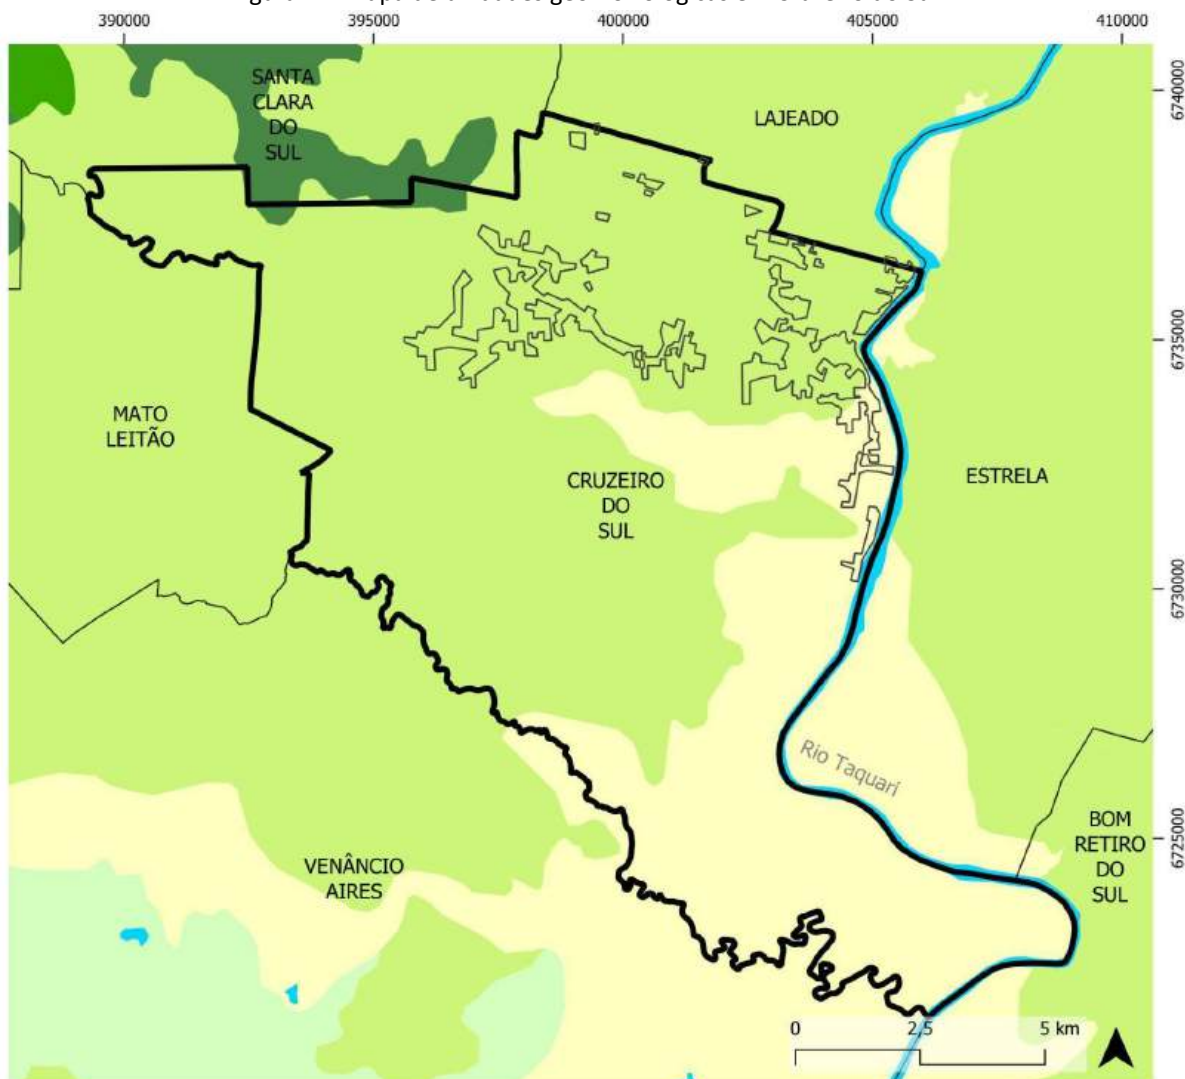 390000
395000
400000
405000
410000
6740000
6735000
6730000
6725000
SANTA
CLARA
DO
SUL
LAJEADO
MATO
LEITÃO
CRUZEIRO
DO
SUL
ESTRELA
Rio Taquari
BOM
RETIRO
DO
SUL
VENÂNCIO
AIRES
0
2,5
5 km